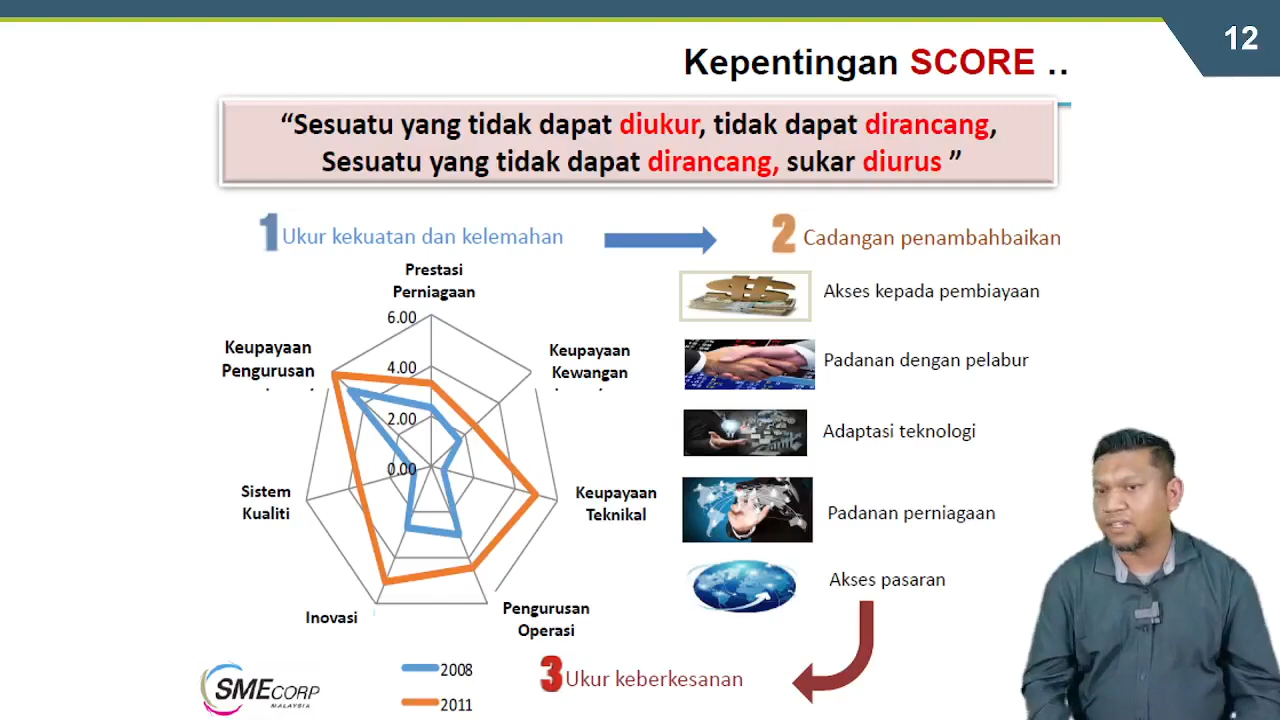 12
Kepentingan SCORE ..
“Sesuatu yang tidak dapat diukur, tidak dapat dirancang,
Sesuatu yang tidak dapat dirancang, sukar diurus ”
1 Ukur kekuatan dan kelemahan
2 Cadangan penambahbaikan
Prestasi
Perniagaan
6.00
4.00
2.00
0.00
Keupayaan
Kewangan
Keupayaan
Teknikal
Pengurusan
Operasi
Inovasi
Sistem
Kualiti
Keupayaan
Pengurusan
2008
2011
Akses kepada pembiayaan
Padanan dengan pelabur
Adaptasi teknologi
Padanan perniagaan
Akses pasaran
3 Ukur keberkesanan
SME CORP
MALAYSIA